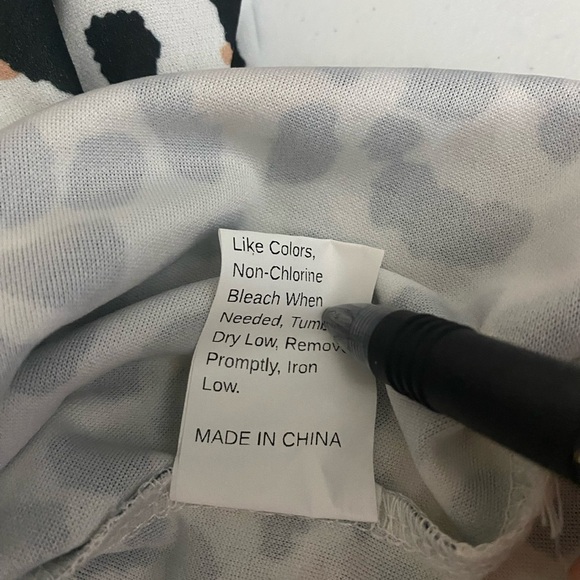 Like Colors,
Non-Chlorine
Bleach When
Needed,
Dry Low,
Promptly, Iron
Low.
MADE IN CHINA